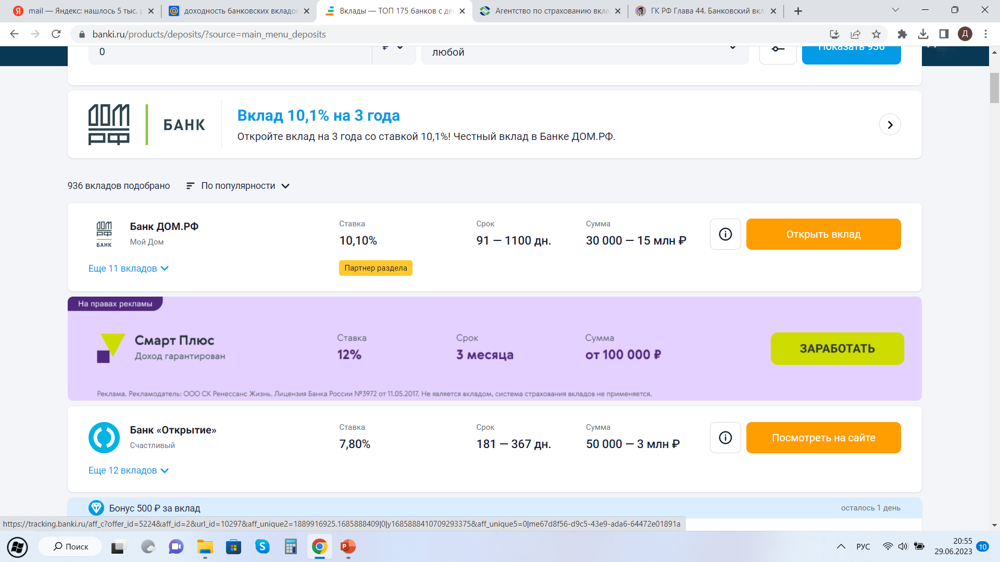 mail — Яндекс: нашлось 5 тыс.
доходность банковских вкладов
Вклады — ТОП 175 банков с де
Агентство по страхованию вкла
ГК РФ Глава 44. Банковский вкл
banki.ru/products/deposits/?source=main_menu_deposits
Д
0
₽
любой
Показать 936
ДОМ РФ БАНК
Вклад 10,1% на 3 года
Откройте вклад на 3 года со ставкой 10,1%! Честный вклад в Банке ДОМ.РФ.
936 вкладов подобрано
По популярности
ДОМ РФ БАНК
Банк ДОМ.РФ
Мой Дом
Ставка
10,10%
Срок
91 — 1100 дн.
Сумма
30 000 — 15 млн ₽
Открыть вклад
Еще 11 вкладов
Партнер раздела
На правах рекламы
Смарт Плюс
Доход гарантирован
Ставка
12%
Срок
3 месяца
Сумма
от 100 000 ₽
ЗАРАБОТАТЬ
Реклама. Рекламодатель: ООО СК Ренессанс Жизнь. Лицензия Банка России №3972 от 11.05.2017. Не является вкладом, система страхования вкладов не применяется.
Банк «Открытие»
Счастливый
Ставка
7,80%
Срок
181 — 367 дн.
Сумма
50 000 — 3 млн ₽
Посмотреть на сайте
Еще 12 вкладов
Бонус 500 ₽ за вклад
осталось 1 день
https://tracking.banki.ru/aff_c?offer_id=5224&aff_id=2&url_id=10297&aff_unique2=1889916925.1685888409|0|y1685888410709293375&aff_unique5=0|me67d8f56-d9c5-43e9-ada6-64472e01891a
Поиск
РУС
20:55
29.06.2023
10